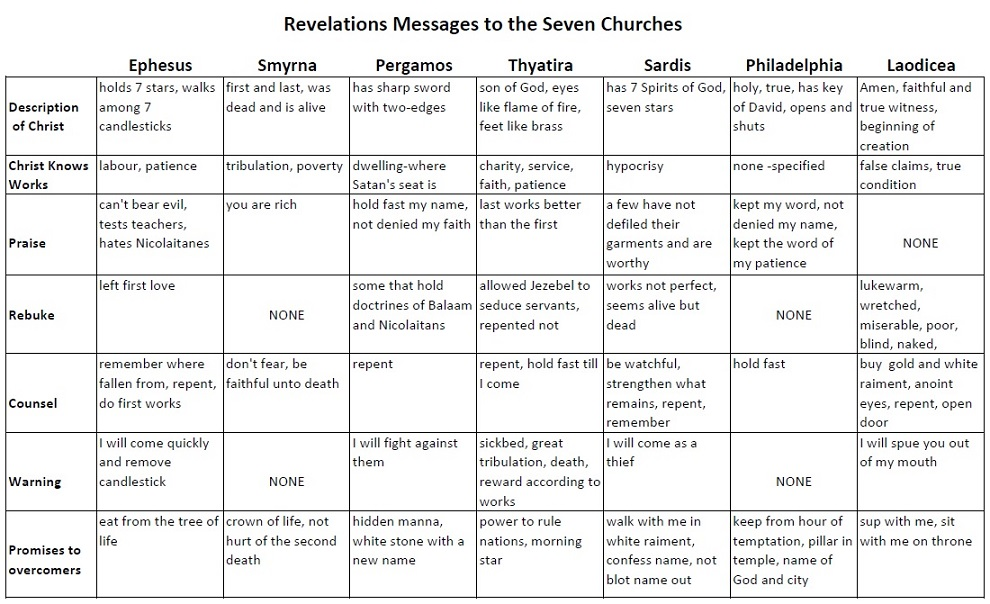 Revelations Messages to the Seven Churches
Ephesus Smyrna Pergamos Thyatira Sardis Philadelphia Laodicea
Description
of Christ
holds 7 stars, walks
among 7
candlesticks
first and last, was
dead and is alive
has sharp sword
with two-edges
son of God, eyes
like flame of fire,
feet like brass
has 7 Spirits of God,
seven stars
holy, true, has key
of David, opens and
shuts
Amen, faithful and
true witness,
beginning of
creation
Christ Knows
Works
labour, patience
tribulation, poverty
dwelling-where
Satan's seat is
charity, service,
faith, patience
hypocrisy
none -specified
false claims, true
condition
Praise
can't bear evil,
tests teachers,
hates Nicolaitanes
you are rich
hold fast my name,
not denied my faith
last works better
than the first
a few have not
defiled their
garments and are
worthy
kept my word, not
denied my name,
kept the word of
my patience
NONE
Rebuke
left first love
NONE
some that hold
doctrines of Balaam
and Nicolaitans
allowed Jezebel to
seduce servants,
repented not
works not perfect,
seems alive but
dead
NONE
lukewarm,
wretched,
miserable, poor,
blind, naked,
Counsel
remember where
fallen from, repent,
do first works
don't fear, be
faithful unto death
repent
repent, hold fast till
I come
be watchful,
strengthen what
remains, repent,
remember
hold fast
buy gold and white
raiment, anoint
eyes, repent, open
door
Warning
I will come quickly
and remove
candlestick
NONE
I will fight against
them
sickbed, great
tribulation, death,
reward according to
works
I will come as a
thief
NONE
I will spue you out
of my mouth
Promises to
overcomers
eat from the tree of
life
crown of life, not
hurt of the second
death
hidden manna,
white stone with a
new name
power to rule
nations, morning
star
walk with me in
white raiment,
confess name, not
blot name out
keep from hour of
temptation, pillar in
temple, name of
God and city
sup with me, sit
with me on throne